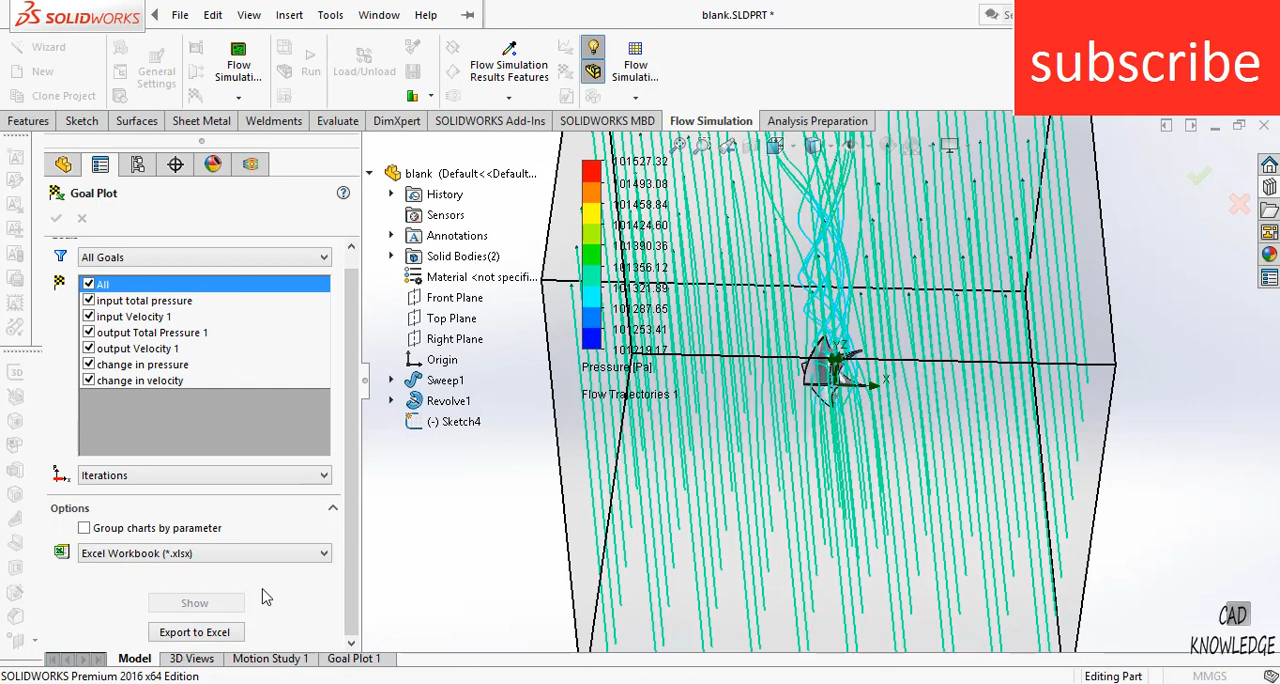 SOLIDWORKS
File Edit View Insert Tools Window Help
blank.SLDPRT *
subscribe
Wizard
New
Clone Project
General
Settings
Flow
Simulati...
Run
Load/Unload
Flow Simulation
Results Features
Flow
Simulati...
Features Sketch Surfaces Sheet Metal Weldments Evaluate DimXpert SOLIDWORKS Add-Ins SOLIDWORKS MBD Flow Simulation Analysis Preparation
Goal Plot
All Goals
All
input total pressure
input Velocity 1
output Total Pressure 1
output Velocity 1
change in pressure
change in velocity
Iterations
Options
Group charts by parameter
Excel Workbook (*.xlsx)
Show
Export to Excel
blank (Default<<Default...
History
Sensors
Annotations
Solid Bodies(2)
Material <not specifi...
Front Plane
Top Plane
Right Plane
Origin
Sweep1
Revolve1
(-) Sketch4
101527.32
101493.08
101458.84
101424.60
101390.36
101356.12
101321.89
101287.65
101253.41
101219.17
Pressure [Pa]
Flow Trajectories 1
X
CAD
KNOWLEDGE
Model 3D Views Motion Study 1 Goal Plot 1
SOLIDWORKS Premium 2016 x64 Edition
Editing Part
MMGS